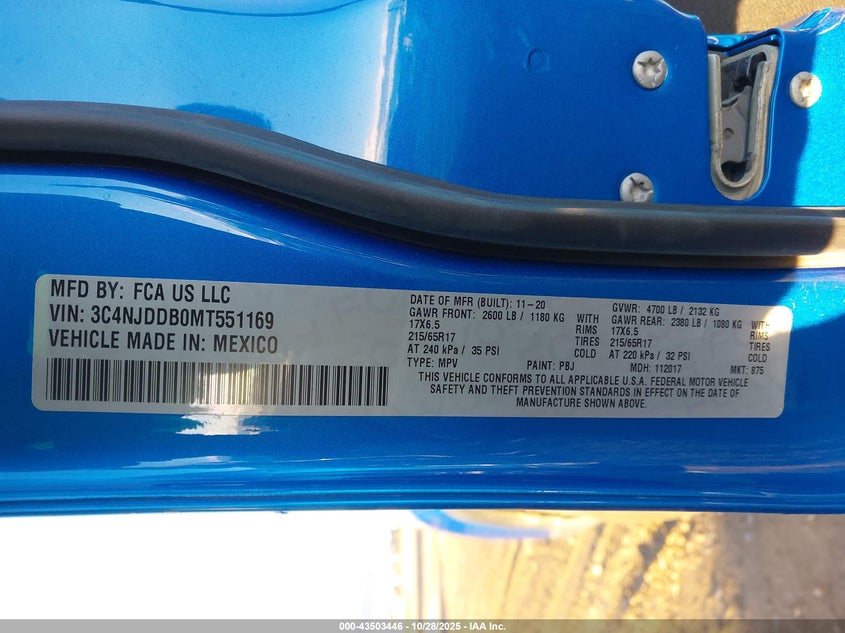 MFD BY: FCA US LLC
VIN: 3C4NJDDB0MT551169
VEHICLE MADE IN: MEXICO
DATE OF MFR (BUILT): 11-20
GAWR FRONT: 2600 LB / 1180 KG WITH
17X6.5 RIMS
215/65R17 TIRES
AT 240 kPa / 35 PSI COLD
TYPE: MPV PAINT: PBJ
GVWR: 4700 LB / 2132 KG
GAWR REAR: 2380 LB / 1080 KG WITH
17X6.5 RIMS
215/65R17 TIRES
AT 220 kPa / 32 PSI COLD
MDH: 112017 MKT: 875
THIS VEHICLE CONFORMS TO ALL APPLICABLE U.S.A. FEDERAL MOTOR VEHICLE
SAFETY AND THEFT PREVENTION STANDARDS IN EFFECT ON THE DATE OF
MANUFACTURE SHOWN ABOVE.
000-43503446 - 10/28/2025 - IAA Inc.